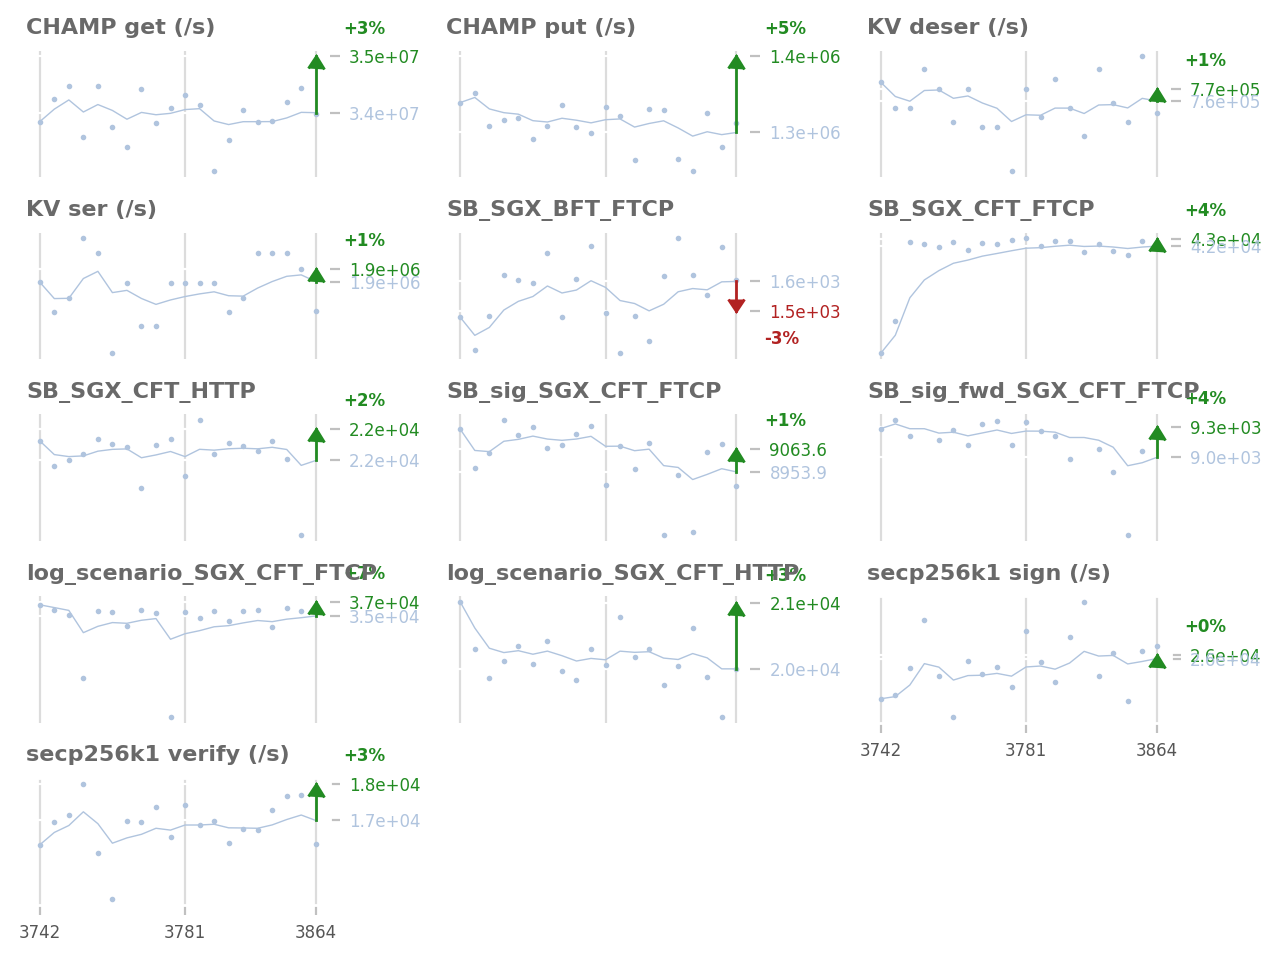 CHAMP get (/s)
+3%
3.5e+07
3.4e+07
CHAMP put (/s)
+5%
1.4e+06
1.3e+06
KV deser (/s)
+1%
7.7e+05
7.6e+05
KV ser (/s)
+1%
1.9e+06
1.9e+06
SB_SGX_BFT_FTCP
1.6e+03
1.5e+03
-3%
SB_SGX_CFT_FTCP
+4%
4.3e+04
4.2e+04
SB_SGX_CFT_HTTP
+2%
2.2e+04
2.2e+04
SB_sig_SGX_CFT_FTCP
+1%
9063.6
8953.9
SB_sig_fwd_SGX_CFT_FTCP
+4%
9.3e+03
9.0e+03
log_scenario_SGX_CFT_FTCP
+7%
3.7e+04
3.5e+04
log_scenario_SGX_CFT_HTTP
+3%
2.1e+04
2.0e+04
secp256k1 sign (/s)
+0%
2.6e+04
2.6e+04
3742
3781
3864
secp256k1 verify (/s)
+3%
1.8e+04
1.7e+04
3742
3781
3864